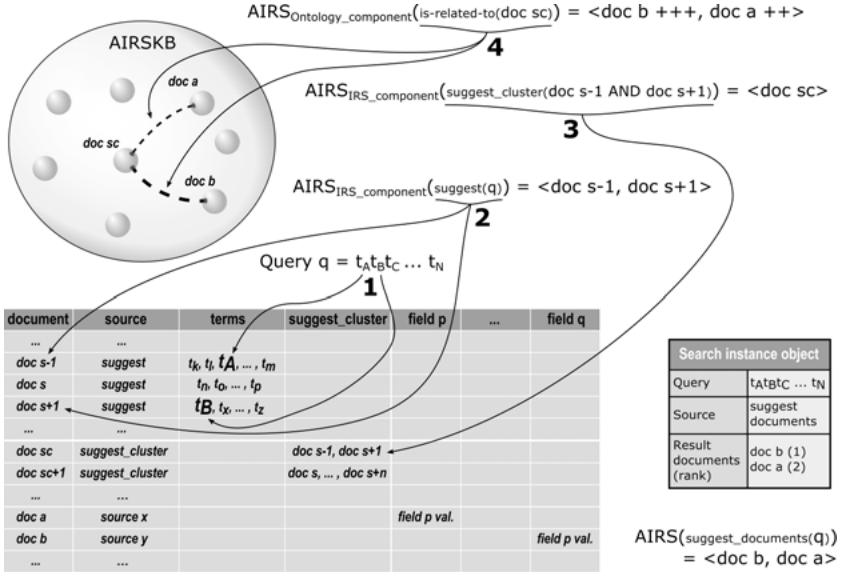 AIRSOntology_component(is-related-to(doc sc)) = <doc b +++, doc a ++>
4
AIRSKB
doc a
doc sc
doc b
AIRSIRS_component(suggest_cluster(doc s-1 AND doc s+1)) = <doc sc>
3
AIRSIRS_component(suggest(q)) = <doc s-1, doc s+1>
2
Query q = tAtBtC ... tN
1
document source terms suggest_cluster field p ... field q
... ...
doc s-1 suggest tk, tl, tA, ... , tm
doc s suggest tn, to, ... , tp
doc s+1 suggest tB, tx, ... , tz
... ...
doc sc suggest_cluster doc s-1, doc s+1
doc sc+1 suggest_cluster doc s, ... , doc s+n
... ...
doc a source x field p val.
doc b source y field p val.
... ...
Search instance object
Query tAtBtC ... tN
Source suggest
documents
Result
documents
(rank)
doc b (1)
doc a (2)
AIRS(suggest_documents(q))
= <doc b, doc a>